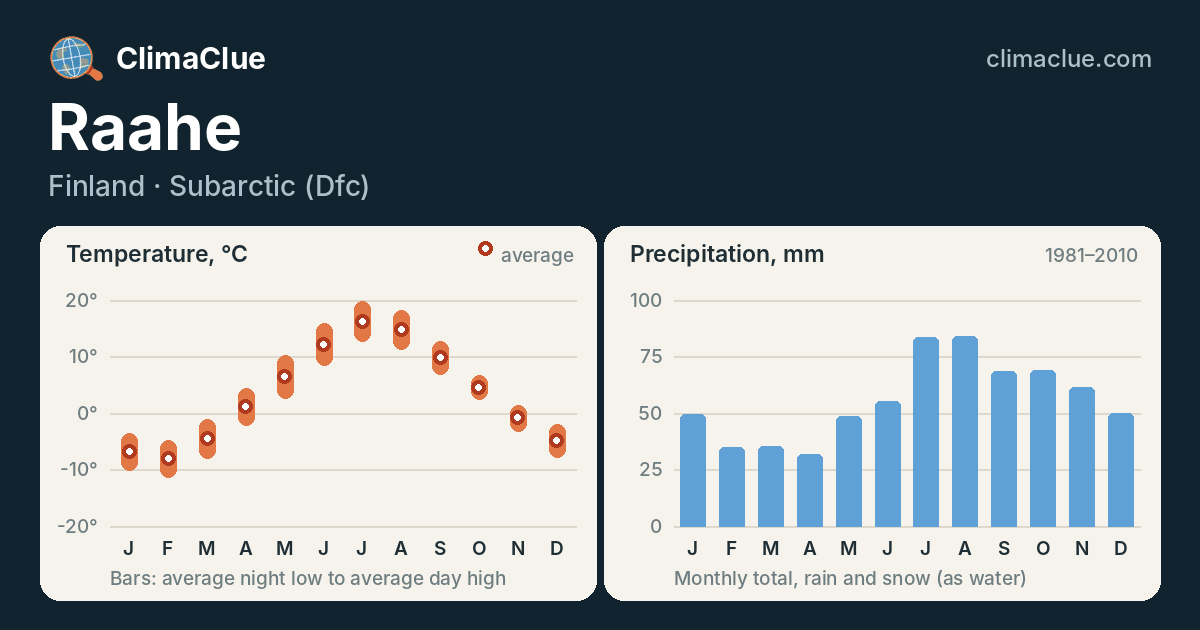 ClimaClue
climaclue.com
Raahe
Finland · Subarctic (Dfc)
Temperature, °C
average
20°
10°
0°
-10°
-20°
J F M A M J J A S O N D
Bars: average night low to average day high
Precipitation, mm
1981–2010
100
75
50
25
0
J F M A M J J A S O N D
Monthly total, rain and snow (as water)